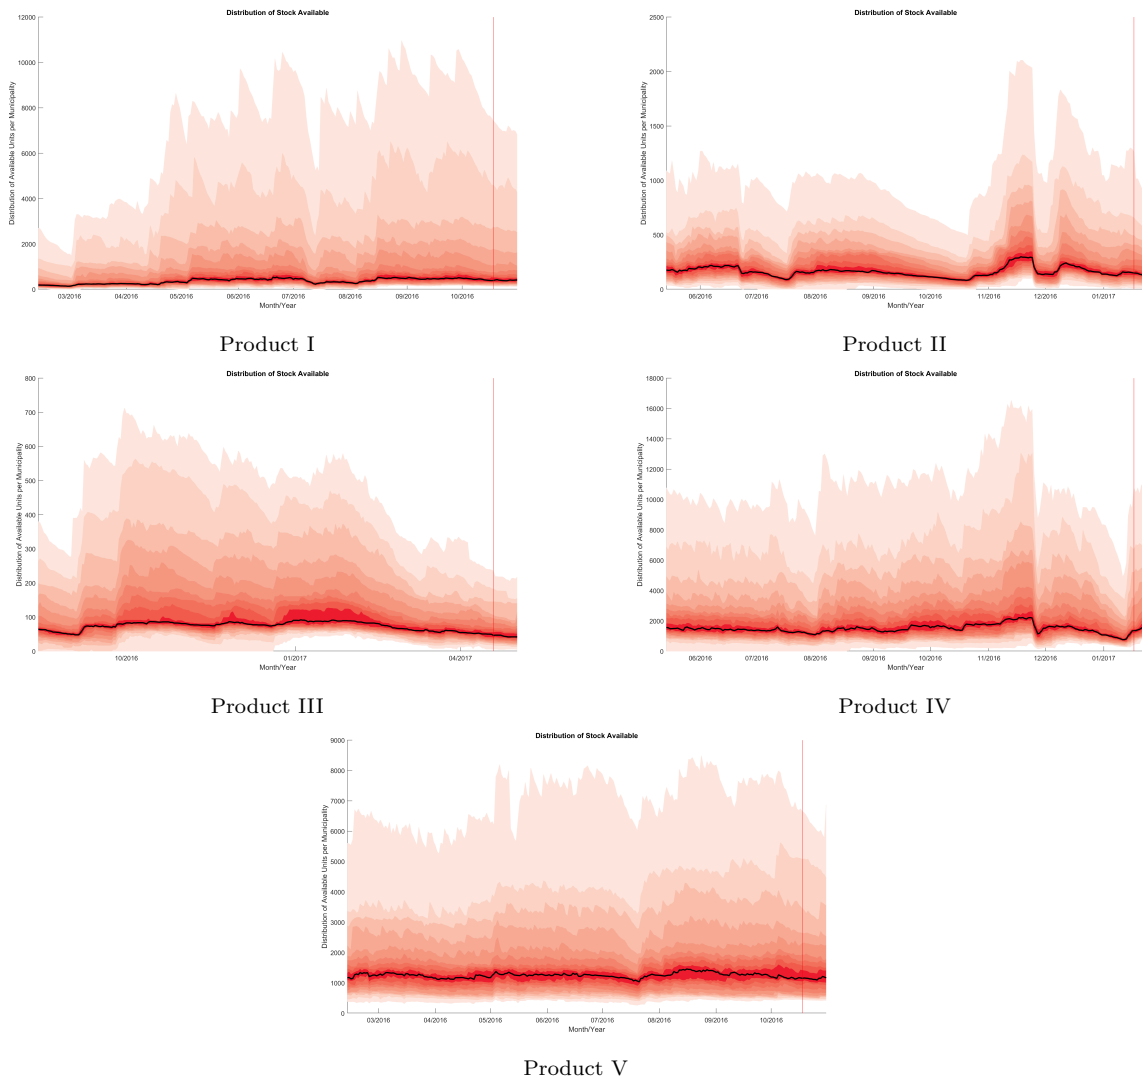 Distribution of Stock Available
Distribution of Available Units per Municipality
12000
10000
8000
6000
4000
2000
0
03/2016 04/2016 05/2016 06/2016 07/2016 08/2016 09/2016 10/2016
Month/Year
Product I
Distribution of Stock Available
Distribution of Available Units per Municipality
2500
2000
1500
1000
500
0
06/2016 07/2016 08/2016 09/2016 10/2016 11/2016 12/2016 01/2017
Month/Year
Product II
Distribution of Stock Available
Distribution of Available Units per Municipality
800
700
600
500
400
300
200
100
0
10/2016 01/2017 04/2017
Month/Year
Product III
Distribution of Stock Available
Distribution of Available Units per Municipality
18000
16000
14000
12000
10000
8000
6000
4000
2000
0
06/2016 07/2016 08/2016 09/2016 10/2016 11/2016 12/2016 01/2017
Month/Year
Product IV
Distribution of Stock Available
Distribution of Available Units per Municipality
9000
8000
7000
6000
5000
4000
3000
2000
1000
0
03/2016 04/2016 05/2016 06/2016 07/2016 08/2016 09/2016 10/2016
Month/Year
Product V